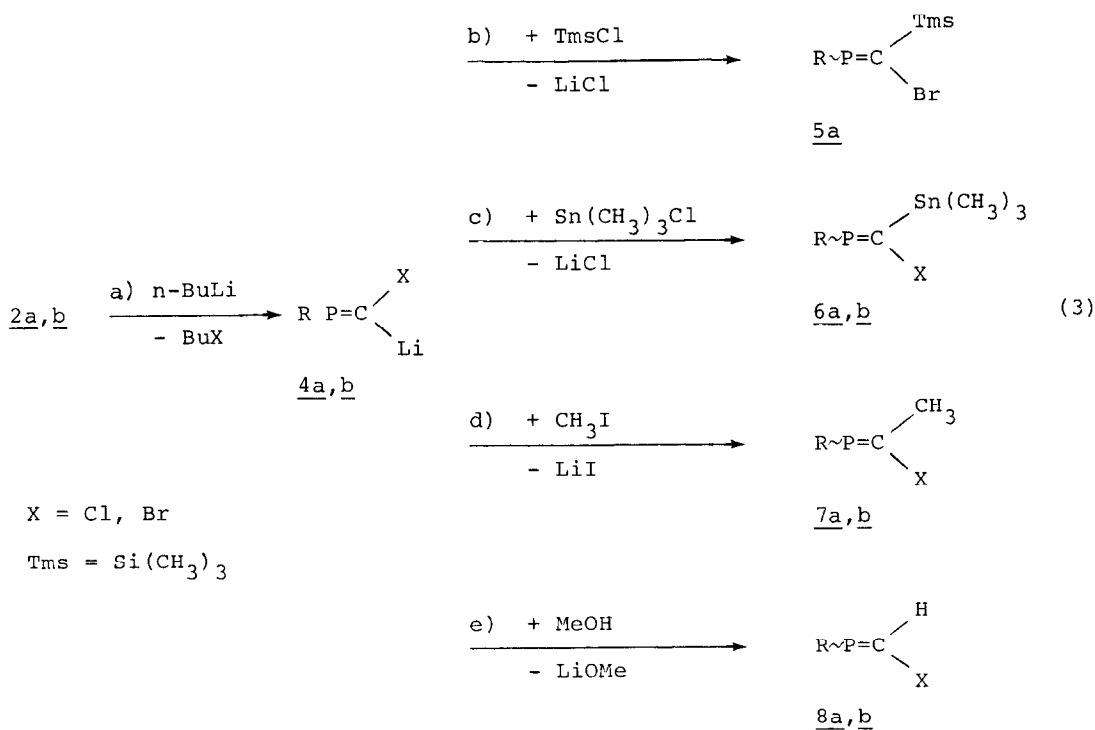 b) + TmsCl
- LiCl
Tms
R~P=C
Br
5a
c) + Sn(CH3)3Cl
- LiCl
Sn(CH3)3
R~P=C
X
6a,b
2a,b
a) n-BuLi
- BuX
X
R P=C
Li
4a,b
(3)
d) + CH3I
- LiI
CH3
R~P=C
X
7a,b
X = Cl, Br
Tms = Si(CH3)3
e) + MeOH
- LiOMe
H
R~P=C
X
8a,b